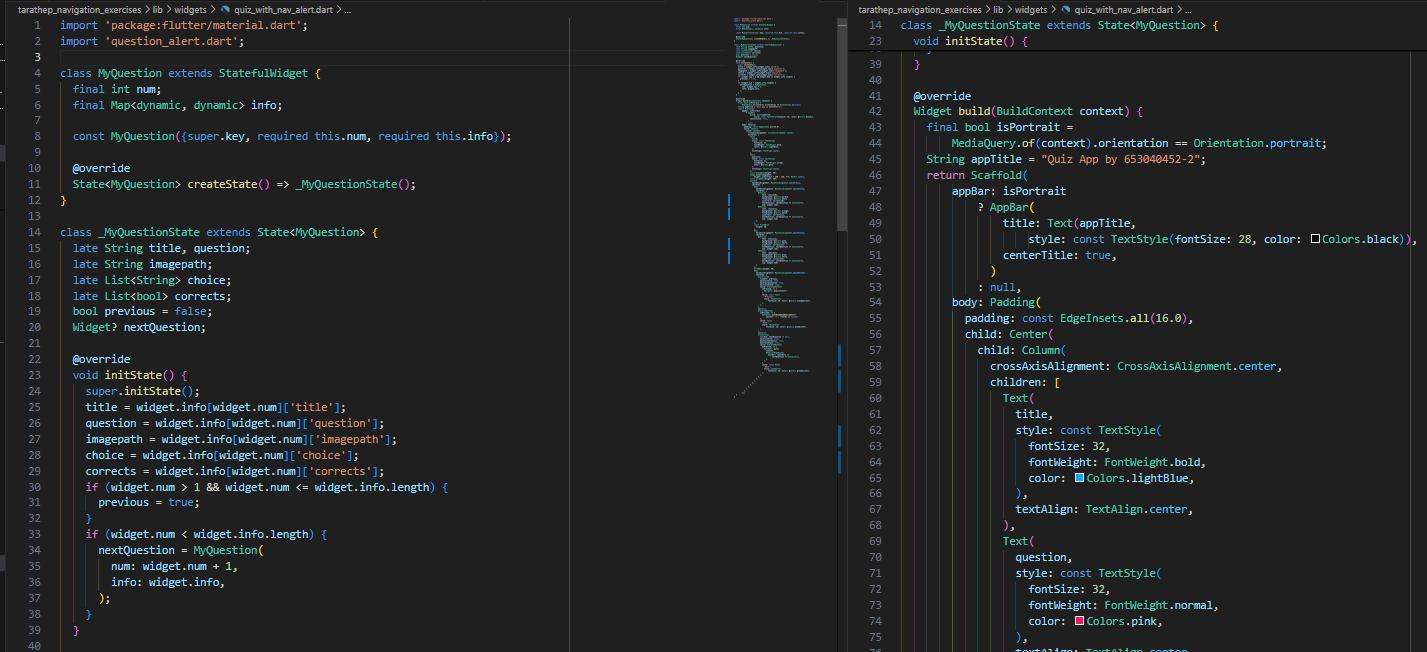 tarathep_navigation_exercises > lib > widgets > quiz_with_nav_alert.dart > ...
1 import 'package:flutter/material.dart';
2 import 'question_alert.dart';
3
4 class MyQuestion extends StatefulWidget {
5 final int num;
6 final Map<dynamic, dynamic> info;
7
8 const MyQuestion({super.key, required this.num, required this.info});
9
10 @override
11 State<MyQuestion> createState() => _MyQuestionState();
12 }
13
14 class _MyQuestionState extends State<MyQuestion> {
15 late String title, question;
16 late String imagepath;
17 late List<String> choice;
18 late List<bool> corrects;
19 bool previous = false;
20 Widget? nextQuestion;
21
22 @override
23 void initState() {
24 super.initState();
25 title = widget.info[widget.num]['title'];
26 question = widget.info[widget.num]['question'];
27 imagepath = widget.info[widget.num]['imagepath'];
28 choice = widget.info[widget.num]['choice'];
29 corrects = widget.info[widget.num]['corrects'];
30 if (widget.num > 1 && widget.num <= widget.info.length) {
31 previous = true;
32 }
33 if (widget.num < widget.info.length) {
34 nextQuestion = MyQuestion(
35 num: widget.num + 1,
36 info: widget.info,
37 );
38 }
39 }
40
tarathep_navigation_exercises > lib > widgets > quiz_with_nav_alert.dart > ...
14 class _MyQuestionState extends State<MyQuestion> {
23 void initState() {
39 }
40
41 @override
42 Widget build(BuildContext context) {
43 final bool isPortrait =
44 MediaQuery.of(context).orientation == Orientation.portrait;
45 String appTitle = "Quiz App by 653040452-2";
46 return Scaffold(
47 appBar: isPortrait
48 ? AppBar(
49 title: Text(appTitle,
50 style: const TextStyle(fontSize: 28, color: Colors.black)),
51 centerTitle: true,
52 )
53 : null,
54 body: Padding(
55 padding: const EdgeInsets.all(16.0),
56 child: Center(
57 child: Column(
58 crossAxisAlignment: CrossAxisAlignment.center,
59 children: [
60 Text(
61 title,
62 style: const TextStyle(
63 fontSize: 32,
64 fontWeight: FontWeight.bold,
65 color: Colors.lightBlue,
66 ),
67 textAlign: TextAlign.center,
68 ),
69 Text(
70 question,
71 style: const TextStyle(
72 fontSize: 32,
73 fontWeight: FontWeight.normal,
74 color: Colors.pink,
75 ),
76 textAlign: TextAlign.center,